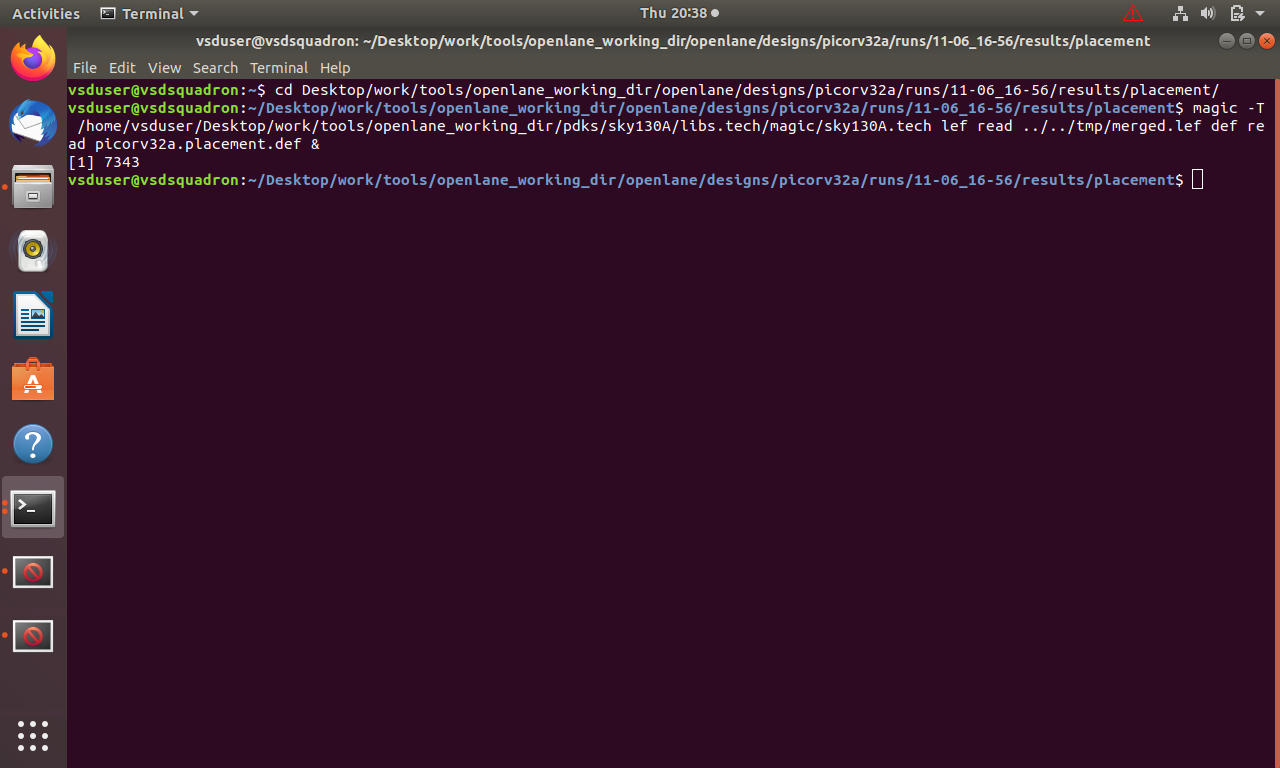 Activities Terminal Thu 20:38
vsduser@vsdsquadron: ~/Desktop/work/tools/openlane_working_dir/openlane/designs/picorv32a/runs/11-06_16-56/results/placement
File Edit View Search Terminal Help
vsduser@vsdsquadron:~$ cd Desktop/work/tools/openlane_working_dir/openlane/designs/picorv32a/runs/11-06_16-56/results/placement/
vsduser@vsdsquadron:~/Desktop/work/tools/openlane_working_dir/openlane/designs/picorv32a/runs/11-06_16-56/results/placement$ magic -T
 /home/vsduser/Desktop/work/tools/openlane_working_dir/pdks/sky130A/libs.tech/magic/sky130A.tech lef read ../../tmp/merged.lef def re
ad picorv32a.placement.def &
[1] 7343
vsduser@vsdsquadron:~/Desktop/work/tools/openlane_working_dir/openlane/designs/picorv32a/runs/11-06_16-56/results/placement$